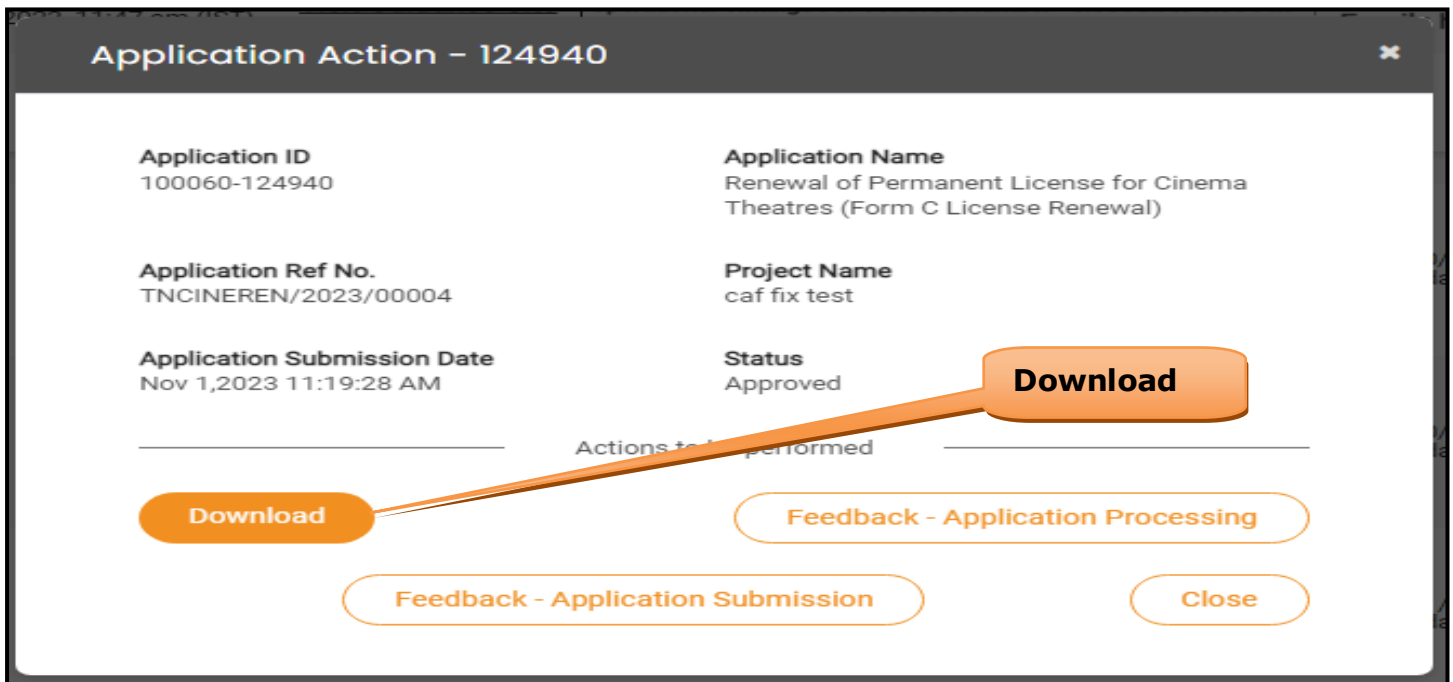 Application Action - 124940
Application ID
Application Name
100060-124940
Renewal of Permanent License for Cinema
Theatres (Form C License Renewal)
Application Ref No.
Project Name
TNCINEREN/2023/00004
caf fix test
Application Submission Date
Status
Nov 1,2023 11:19:28 AM
Approved
Download
Actions to performed
Download
Feedback - Application Processing
Feedback - Application Submission
Close